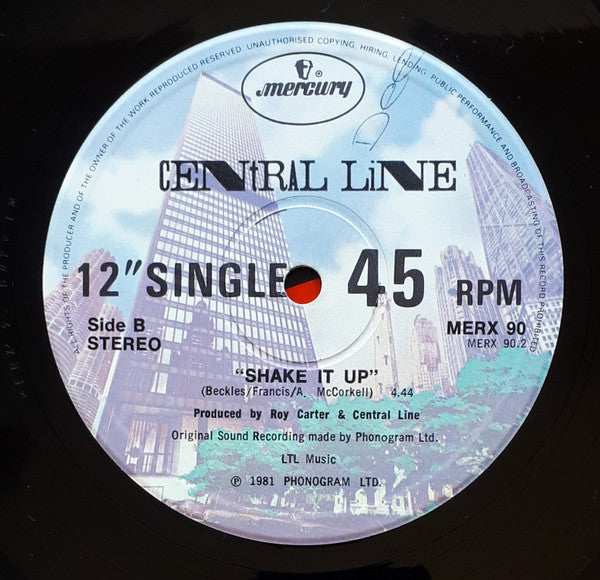 ALL RIGHTS OF THE PRODUCER AND OF THE OWNER OF THE WORK REPRODUCED RESERVED. UNAUTHORISED COPYING, HIRING, LENDING, PUBLIC PERFORMANCE AND BROADCASTING OF THIS RECORD PROHIBITED
mercury ®
CENtRAL LiNE
12" SINGLE 45 RPM
Side B
STEREO
MERX 90
MERX 90.2
"SHAKE IT UP"
(Beckles/Francis/A. McCorkell) 4.44
Produced by Roy Carter & Central Line
Original Sound Recording made by Phonogram Ltd.
LTL Music
℗ 1981 PHONOGRAM LTD.